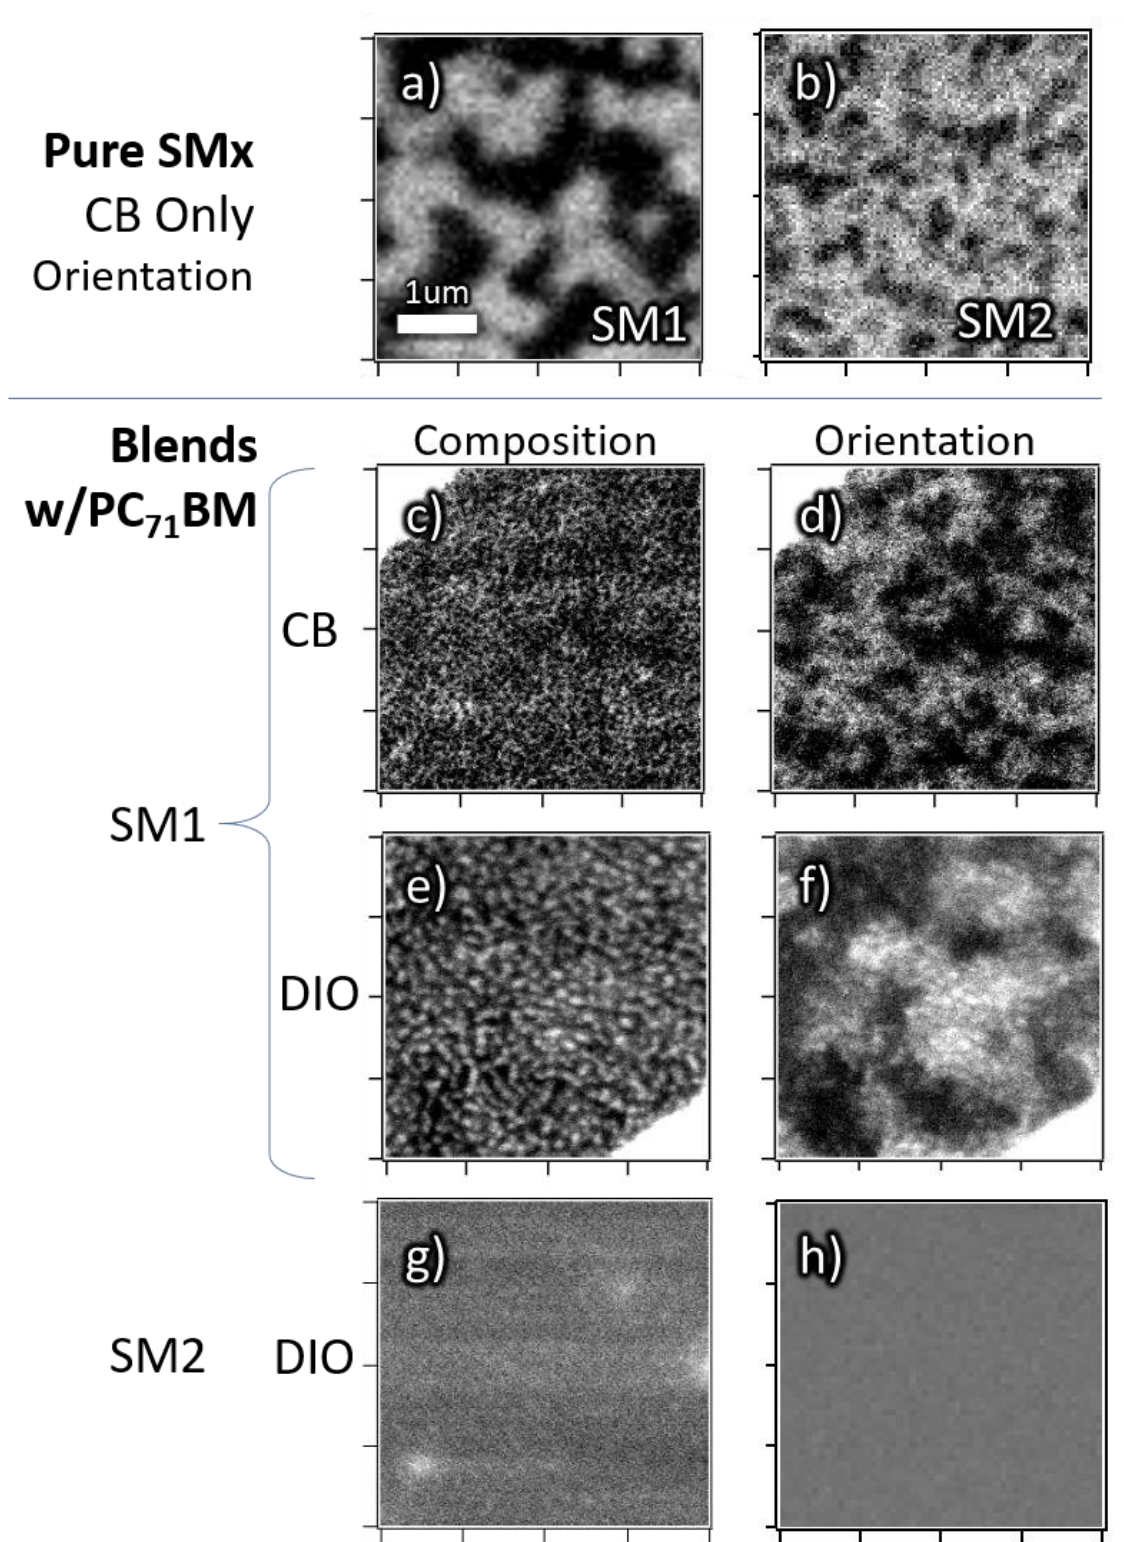 Pure SMx
CB Only
Orientation
a)
1um
SM1
b)
SM2
Blends
w/PC₇₁BM
Composition
Orientation
CB
c)
d)
SM1
DIO
e)
f)
SM2
DIO
g)
h)